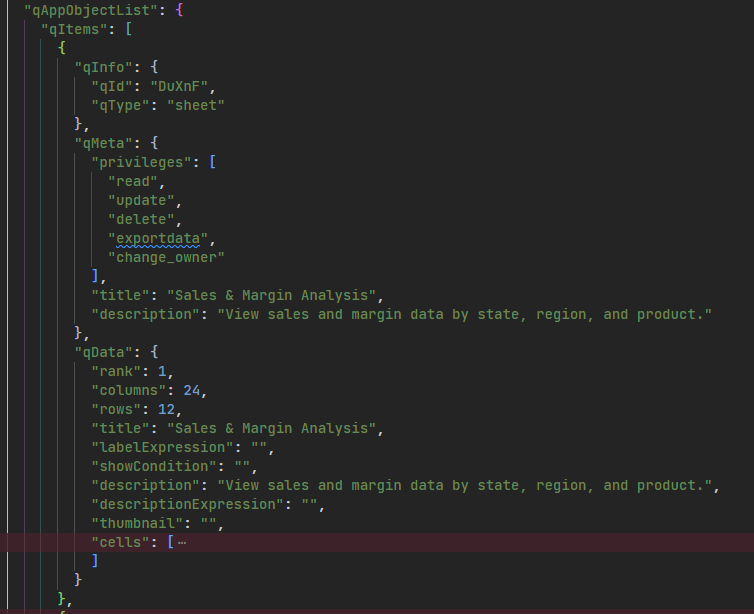 "qAppObjectList": {
"qItems": [
{
"qInfo": {
"qId": "DuXnF",
"qType": "sheet"
},
"qMeta": {
"privileges": [
"read",
"update",
"delete",
"exportdata",
"change_owner"
],
"title": "Sales & Margin Analysis",
"description": "View sales and margin data by state, region, and product."
},
"qData": {
"rank": 1,
"columns": 24,
"rows": 12,
"title": "Sales & Margin Analysis",
"labelExpression": "",
"showCondition": "",
"description": "View sales and margin data by state, region, and product.",
"descriptionExpression": "",
"thumbnail": "",
"cells": [⋯
]
}
},
{